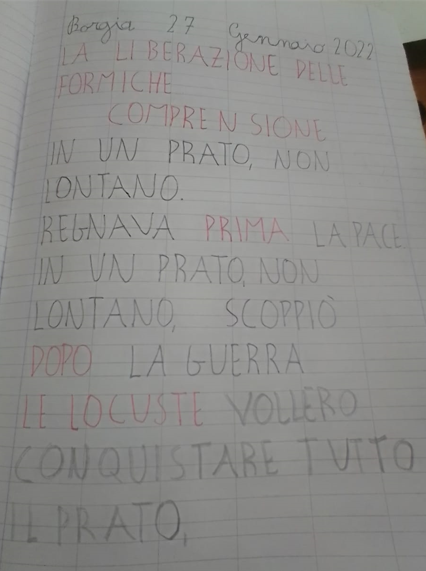 Borgia 27 Gennaio 2022
LA LIBERAZIONE DELLE
FORMICHE
COMPRENSIONE
IN UN PRATO, NON
LONTANO.
REGNAVA PRIMA LA PACE.
IN UN PRATO, NON
LONTANO, SCOPPIÒ
DOPO LA GUERRA
LE LOCUSTE VOLLERO
CONQUISTARE TUTTO
IL PRATO,